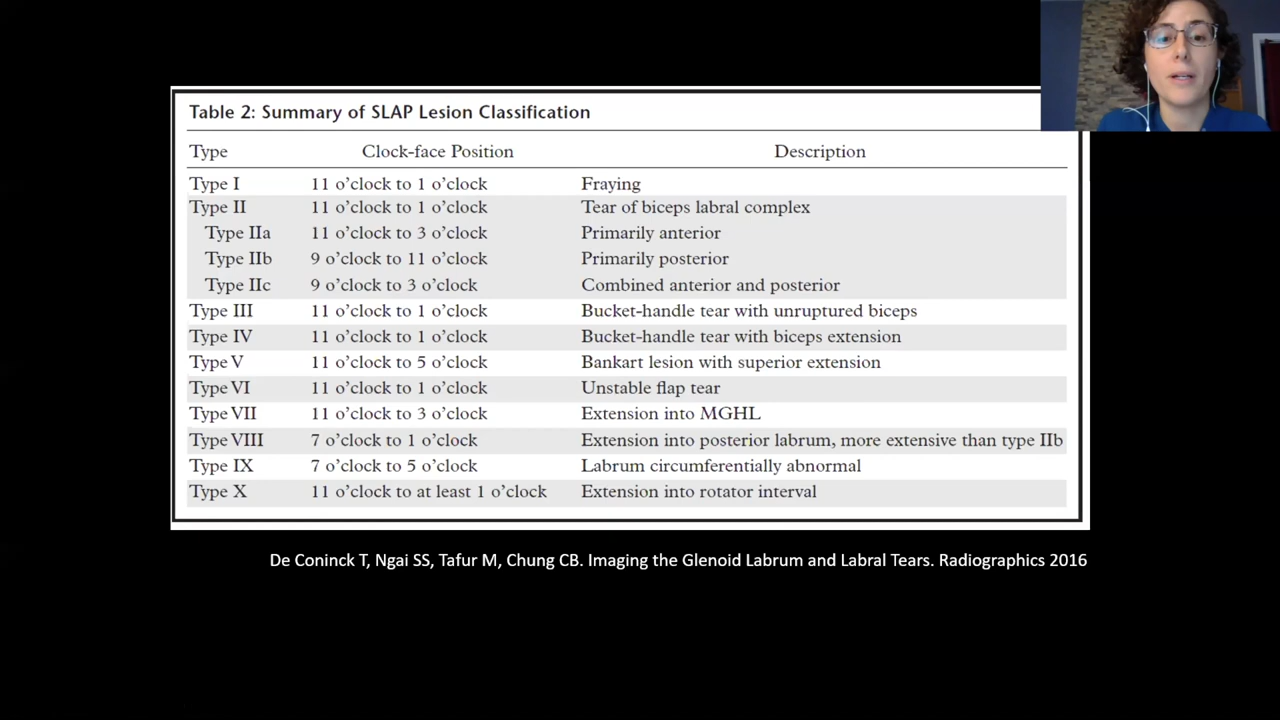 Table 2: Summary of SLAP Lesion Classification
Type Clock-face Position Description
Type I 11 o’clock to 1 o’clock Fraying
Type II 11 o’clock to 1 o’clock Tear of biceps labral complex
Type IIa 11 o’clock to 3 o’clock Primarily anterior
Type IIb 9 o’clock to 11 o’clock Primarily posterior
Type IIc 9 o’clock to 3 o’clock Combined anterior and posterior
Type III 11 o’clock to 1 o’clock Bucket-handle tear with unruptured biceps
Type IV 11 o’clock to 1 o’clock Bucket-handle tear with biceps extension
Type V 11 o’clock to 5 o’clock Bankart lesion with superior extension
Type VI 11 o’clock to 1 o’clock Unstable flap tear
Type VII 11 o’clock to 3 o’clock Extension into MGHL
Type VIII 7 o’clock to 1 o’clock Extension into posterior labrum, more extensive than type IIb
Type IX 7 o’clock to 5 o’clock Labrum circumferentially abnormal
Type X 11 o’clock to at least 1 o’clock Extension into rotator interval
De Coninck T, Ngai SS, Tafur M, Chung CB. Imaging the Glenoid Labrum and Labral Tears. Radiographics 2016